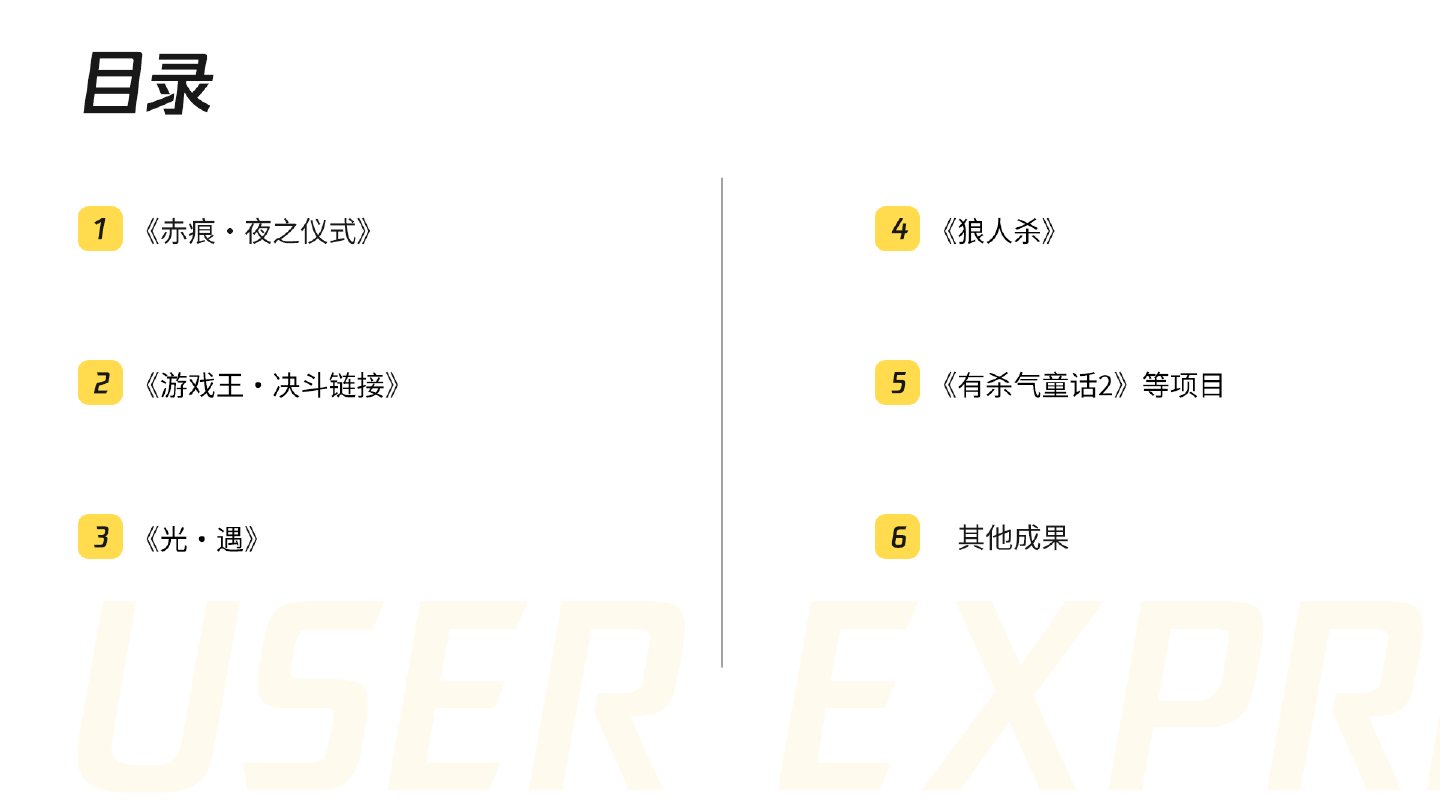 目录
1 《赤痕·夜之仪式》
2 《游戏王·决斗链接》
3 《光·遇》
4 《狼人杀》
5 《有杀气童话2》等项目
6 其他成果
USER EXPR